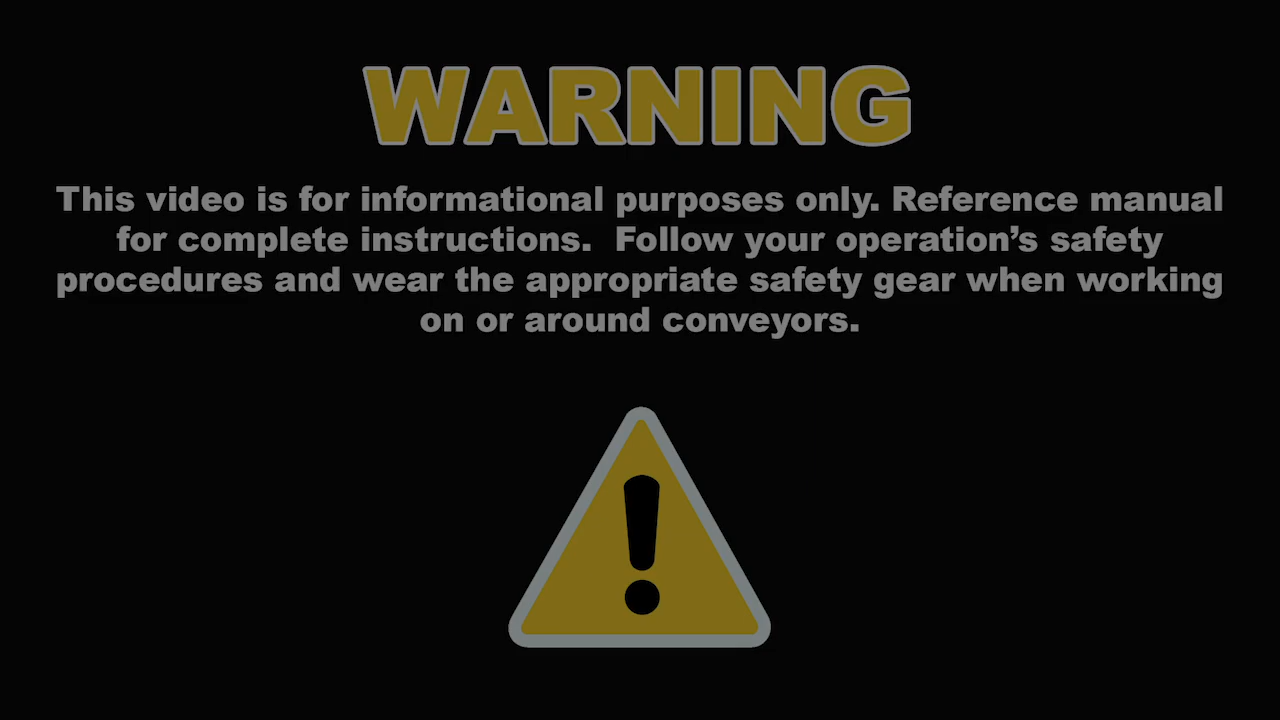 WARNING
This video is for informational purposes only. Reference manual
for complete instructions.  Follow your operation’s safety
procedures and wear the appropriate safety gear when working
on or around conveyors.
!